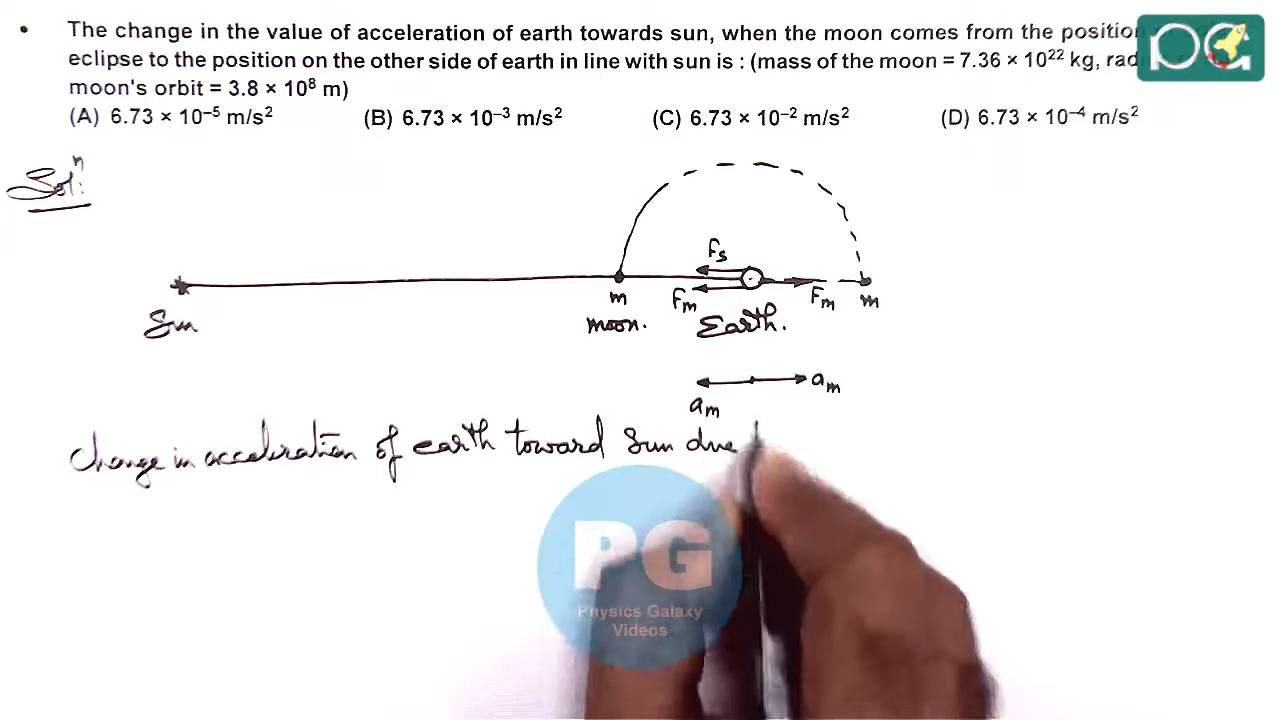 • The change in the value of acceleration of earth towards sun, when the moon comes from the position
eclipse to the position on the other side of earth in line with sun is : (mass of the moon = 7.36 × 10²² kg, rad
moon's orbit = 3.8 × 10⁸ m)
(A) 6.73 × 10⁻⁵ m/s² (B) 6.73 × 10⁻³ m/s² (C) 6.73 × 10⁻² m/s² (D) 6.73 × 10⁻⁴ m/s²
PG
Solⁿ:
Fs
Fm Fm m
m
Sun moon. Earth.
am
am
change in acceleration of earth toward Sun due
PG
Physics Galaxy
Videos